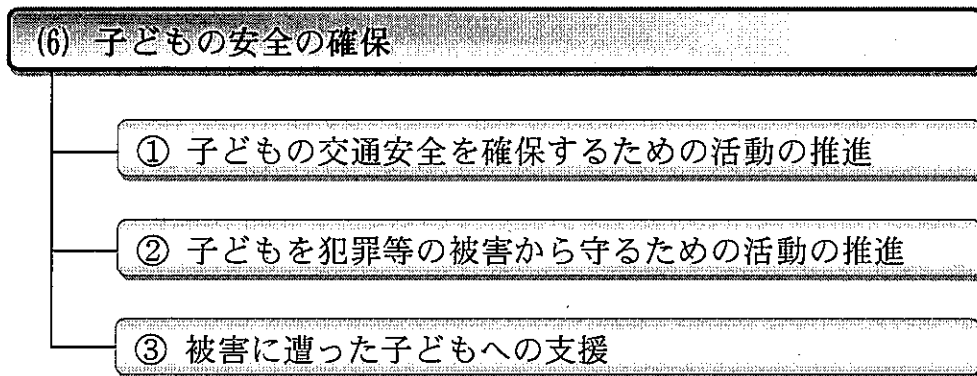 (6) 子どもの安全の確保
① 子どもの交通安全を確保するための活動の推進
② 子どもを犯罪等の被害から守るための活動の推進
③ 被害に遭った子どもへの支援